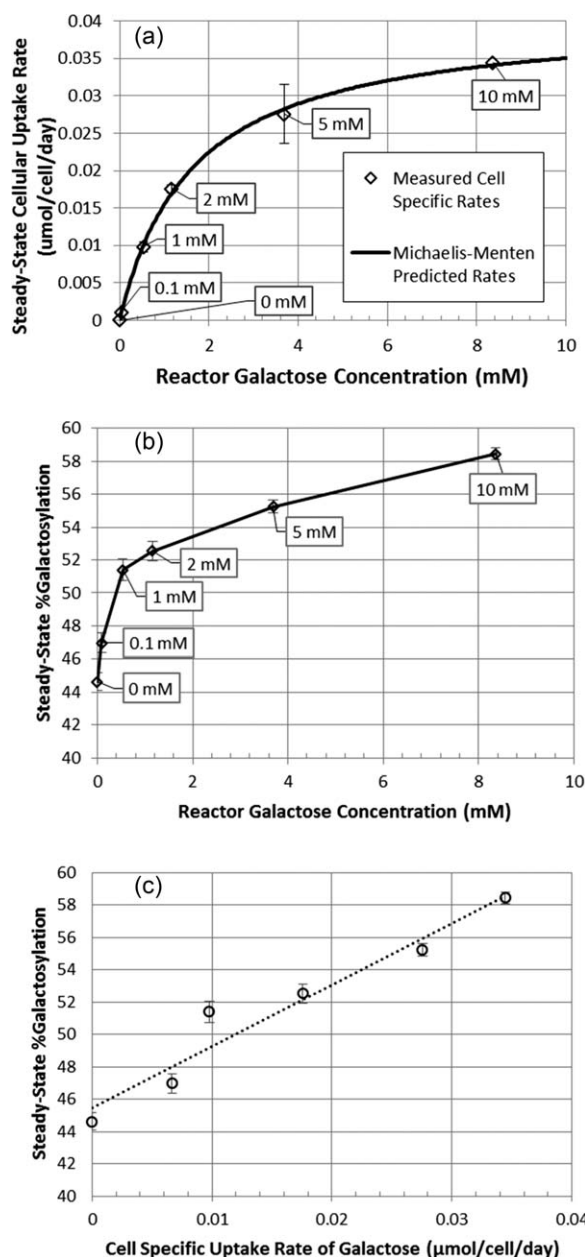 (a)
Steady-State Cellular Uptake Rate
(umol/cell/day)
0.04
0.035
0.03
0.025
0.02
0.015
0.01
0.005
0
10 mM
5 mM
2 mM
1 mM
0.1 mM
0 mM
Measured Cell
Specific Rates
Michaelis-Menten
Predicted Rates
0 2 4 6 8 10
Reactor Galactose Concentration (mM)
(b)
Steady-State %Galactosylation
60
58
56
54
52
50
48
46
44
42
40
10 mM
5 mM
2 mM
1 mM
0.1 mM
0 mM
0 2 4 6 8 10
Reactor Galactose Concentration (mM)
(c)
Steady-State %Galactosylation
60
58
56
54
52
50
48
46
44
42
40
0 0.01 0.02 0.03 0.04
Cell Specific Uptake Rate of Galactose (µmol/cell/day)